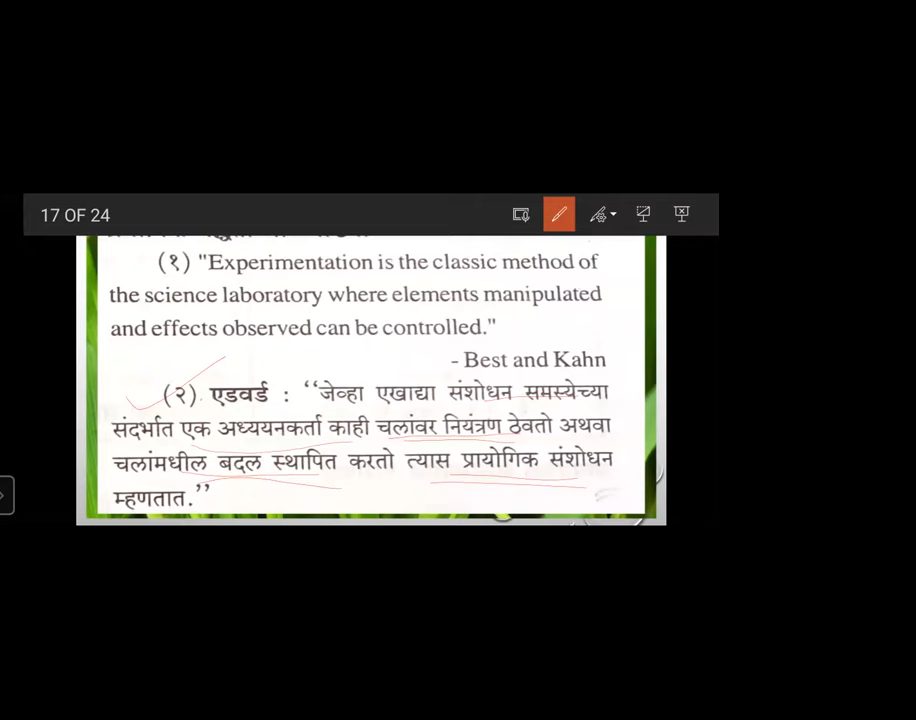 17 OF 24
(१) "Experimentation is the classic method of
the science laboratory where elements manipulated
and effects observed can be controlled."
- Best and Kahn
(२) एडवर्ड : ‘‘जेव्हा एखाद्या संशोधन समस्येच्या
संदर्भात एक अध्ययनकर्ता काही चलांवर नियंत्रण ठेवतो अथवा
चलांमधील बदल स्थापित करतो त्यास प्रायोगिक संशोधन
म्हणतात.’’